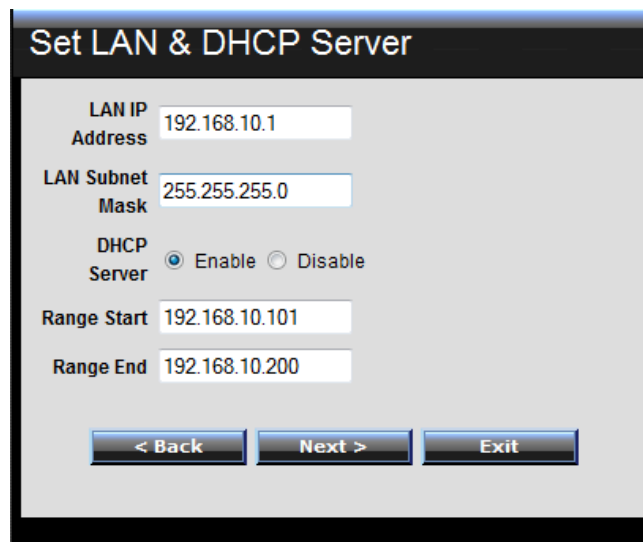 Set LAN & DHCP Server
LAN IP
Address
192.168.10.1
LAN Subnet
Mask
255.255.255.0
DHCP
Server
Enable
Disable
Range Start
192.168.10.101
Range End
192.168.10.200
< Back
Next >
Exit